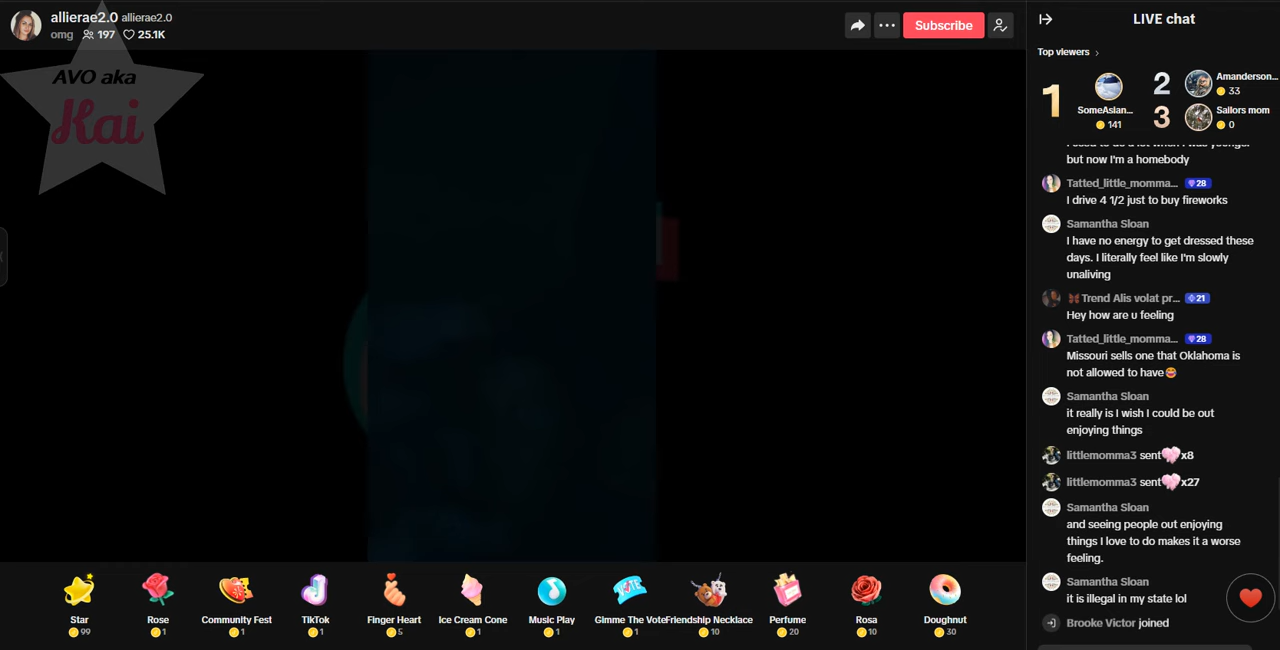 allierae2.0 allierae2.0
omg 197 25.1K
Subscribe
AVO aka
Kai
LIVE chat
Top viewers
1
SomeAslan...
141
2
Amanderson...
33
3
Sailors mom
0
but now I'm a homebody
Tatted_little_momma... 28
I drive 4 1/2 just to buy fireworks
Samantha Sloan
I have no energy to get dressed these
days. I literally feel like I'm slowly
unaliving
Trend Alis volat pr... 21
Hey how are u feeling
Tatted_little_momma... 28
Missouri sells one that Oklahoma is
not allowed to have
Samantha Sloan
it really is I wish I could be out
enjoying things
littlemomma3 sent x8
littlemomma3 sent x27
Samantha Sloan
and seeing people out enjoying
things I love to do makes it a worse
feeling.
Samantha Sloan
it is illegal in my state lol
Brooke Victor joined
Star
99
Rose
1
Community Fest
1
TikTok
1
Finger Heart
5
Ice Cream Cone
1
Music Play
1
Gimme The Vote
1
Friendship Necklace
10
Perfume
20
Rosa
10
Doughnut
30